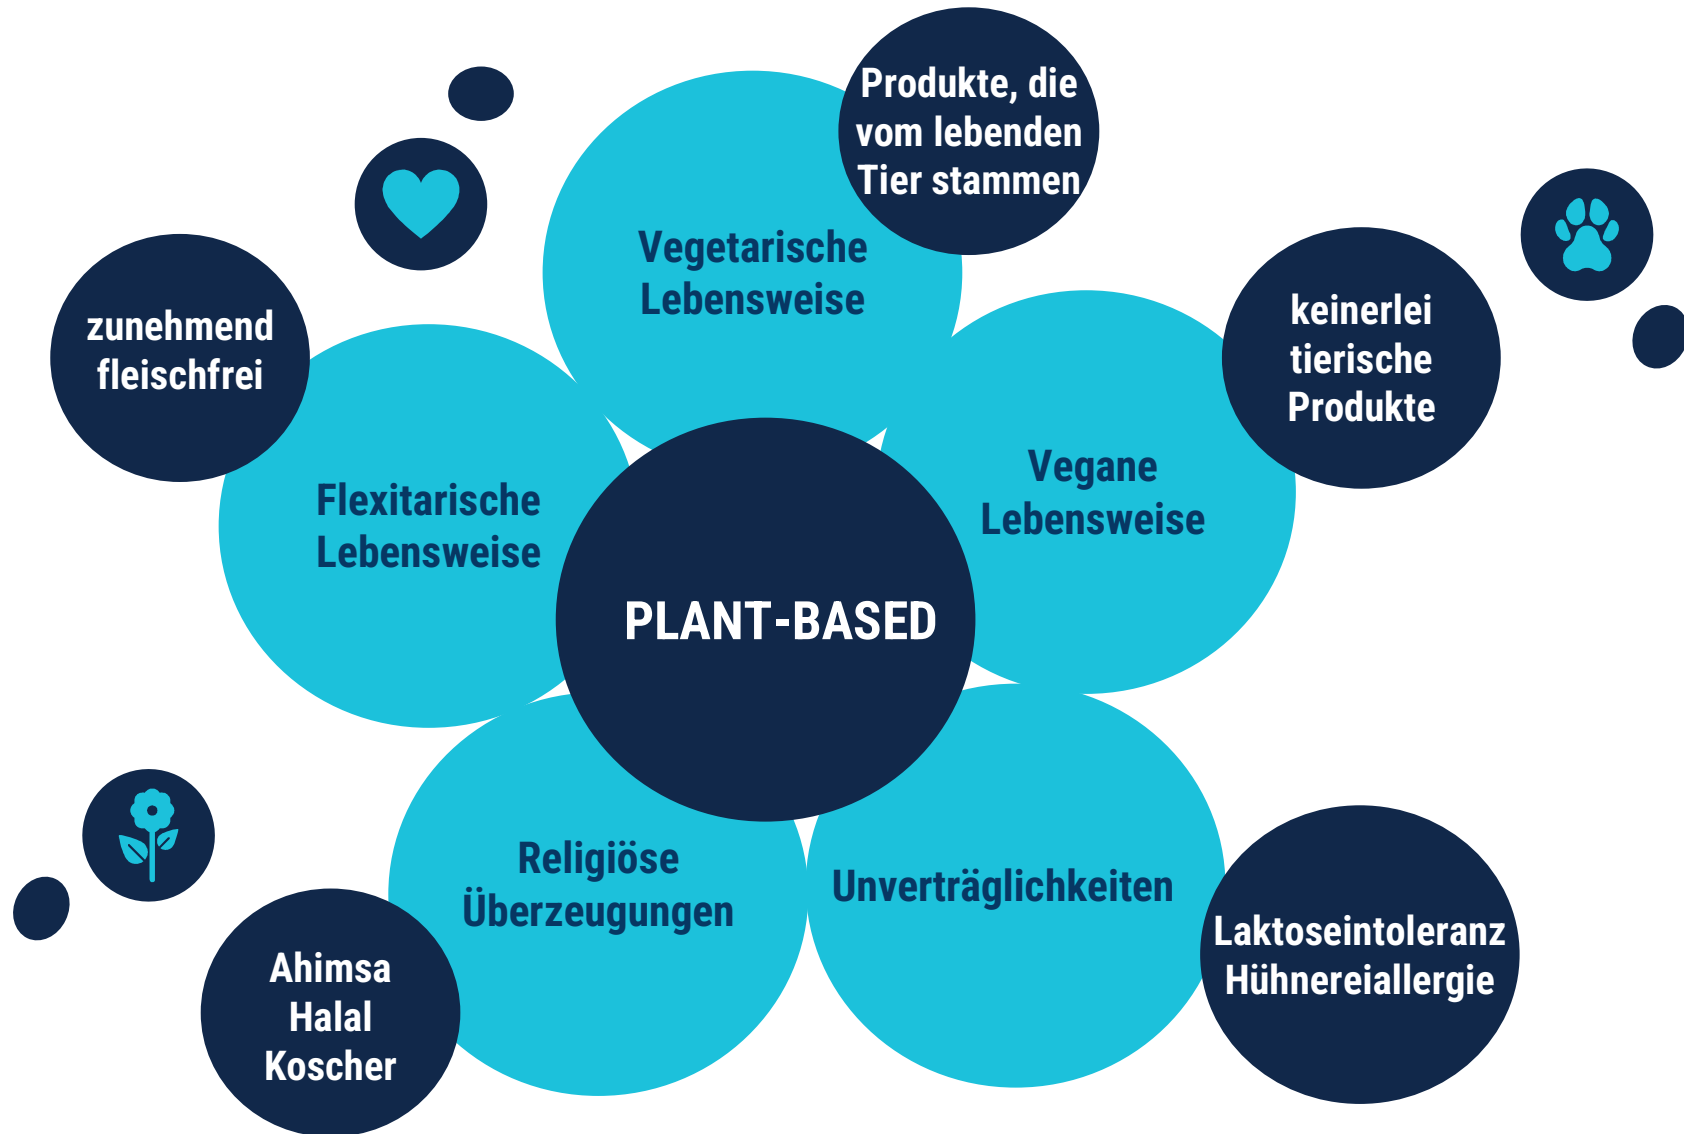 Produkte, die
vom lebenden
Tier stammen
Vegetarische
Lebensweise
zunehmend
fleischfrei
keinerlei
tierische
Produkte
Flexitarische
Lebensweise
Vegane
Lebensweise
PLANT-BASED
Religiöse
Überzeugungen
Unverträglichkeiten
Ahimsa
Halal
Koscher
Laktoseintoleranz
Hühnereiallergie